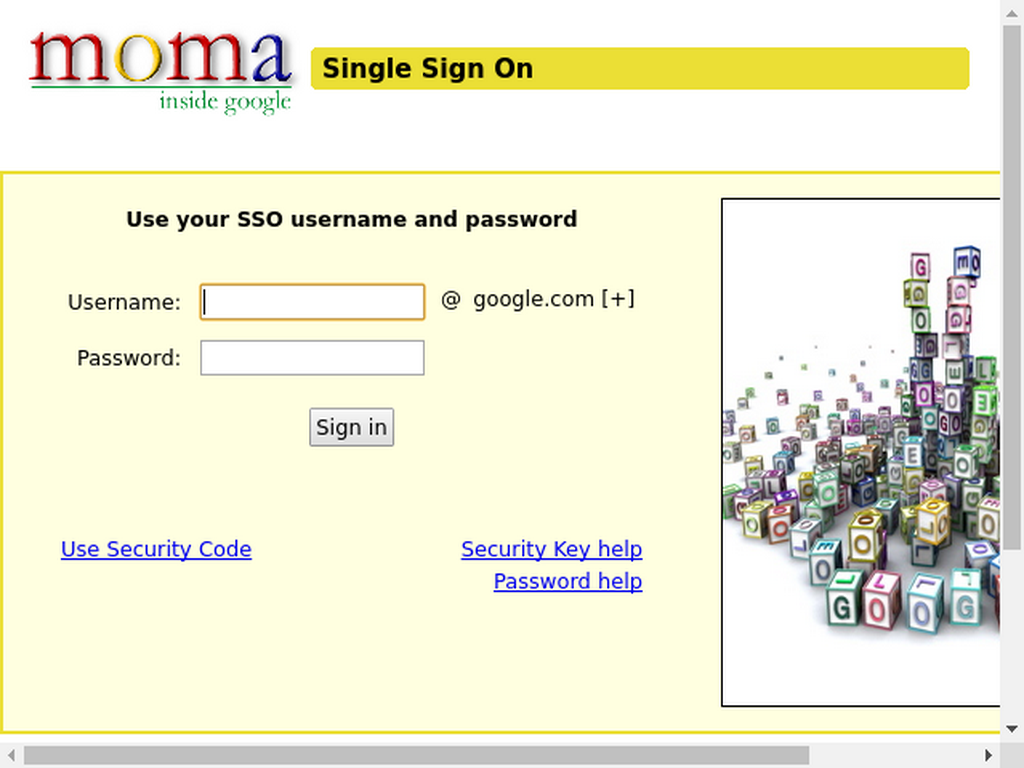 moma
inside google
Single Sign On
Use your SSO username and password
Username:
@ google.com [+]
Password:
Sign in
Use Security Code
Security Key help
Password help